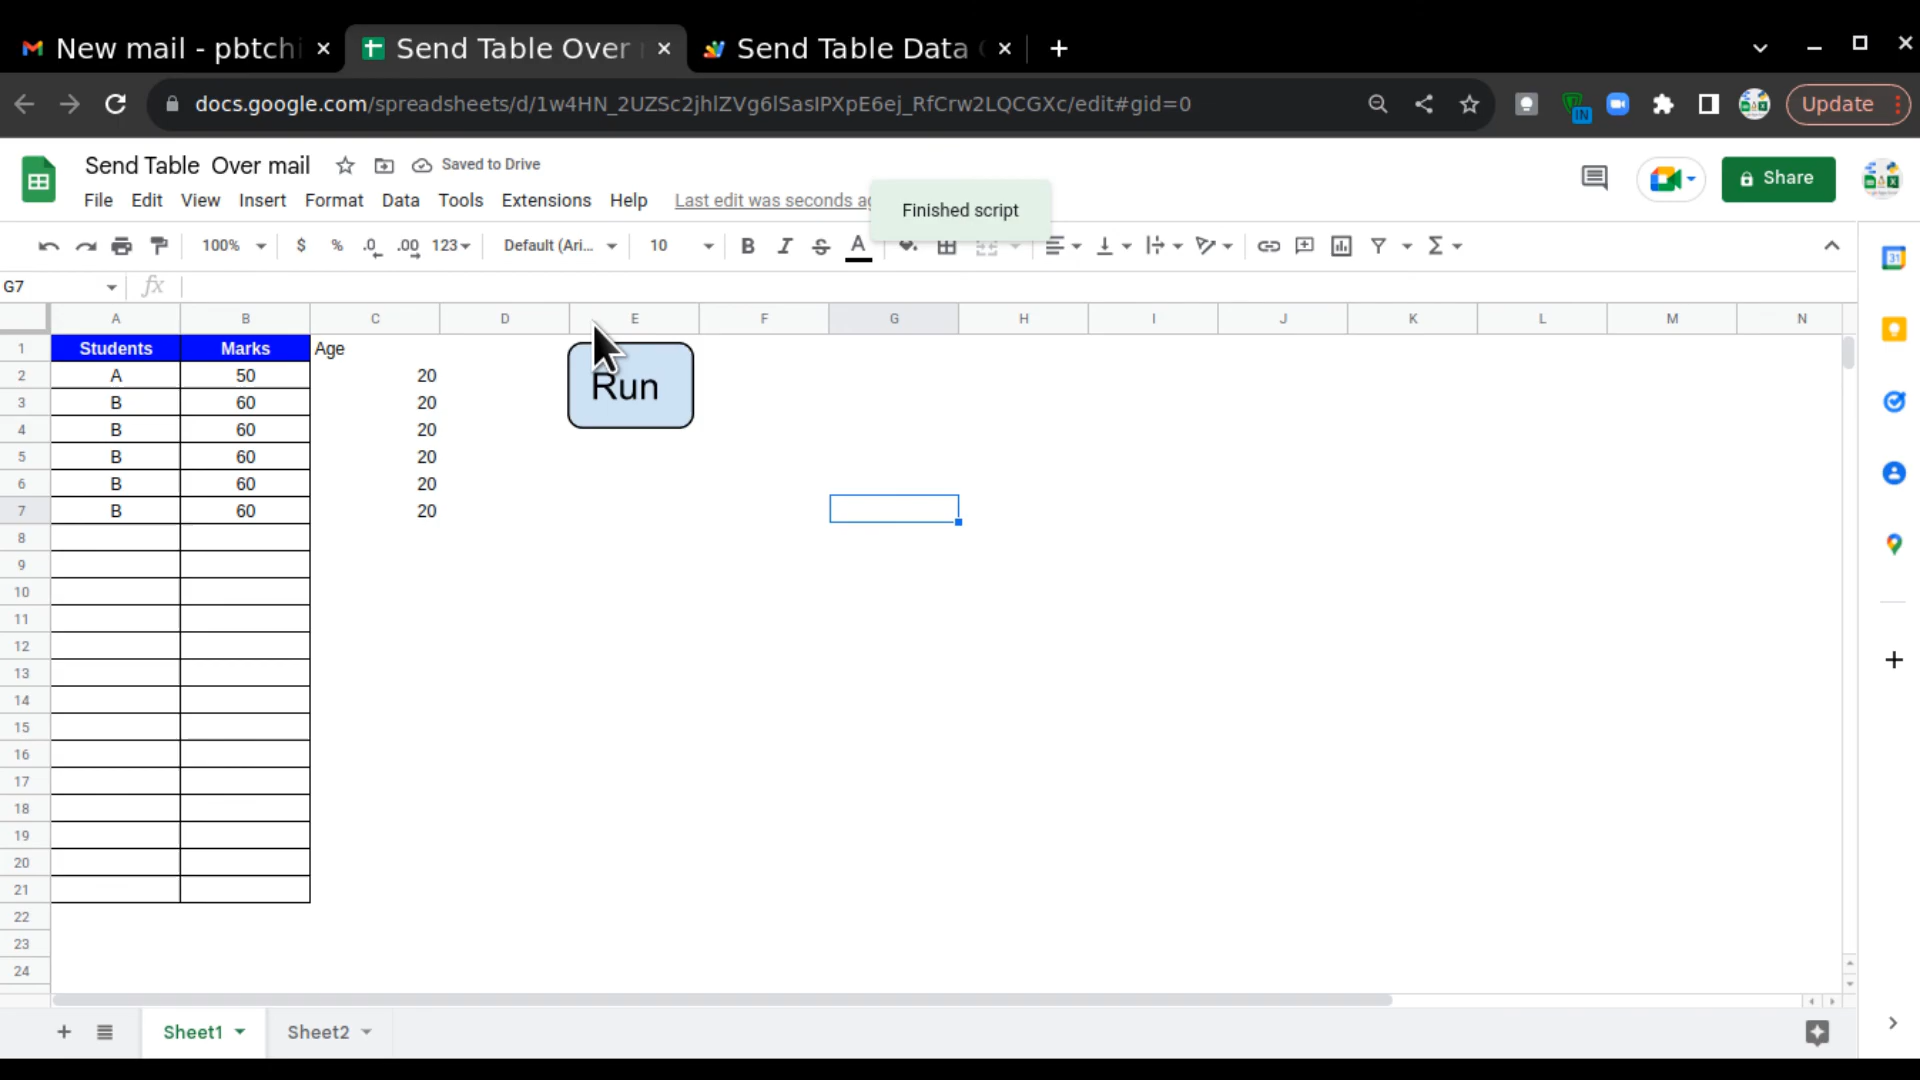 New mail - pbtchi
Send Table Over
Send Table Data
docs.google.com/spreadsheets/d/1w4HN_2UZSc2jhlZVg6lSasIPXpE6ej_RfCrw2LQCGXc/edit#gid=0
Update
IN
Send Table  Over mail
Saved to Drive
Share
File Edit View Insert Format Data Tools Extensions Help Last edit was seconds ag
Finished script
100% $ % .0 .00 123 Default (Ari... 10 B I S A Σ
31
G7 fx
A B C D E F G H I J K L M N
1 Students Marks Age
2 A 50 20
Run
3 B 60 20
4 B 60 20
5 B 60 20
6 B 60 20
7 B 60 20
8
9
10
11
12
13
14
15
16
17
18
19
20
21
22
23
24
Sheet1 Sheet2